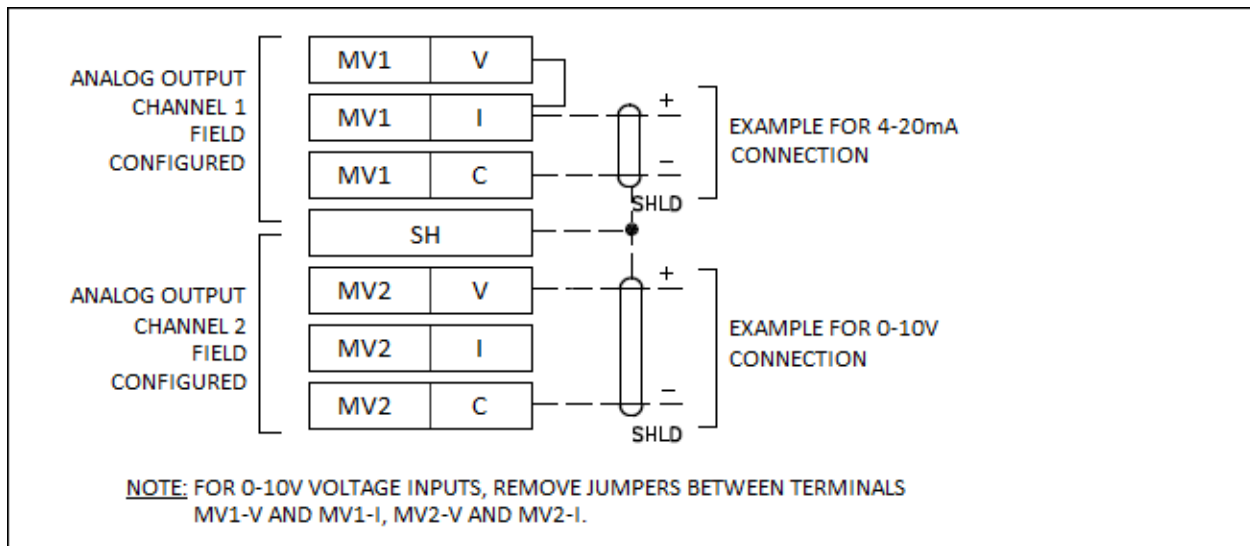 ANALOG OUTPUT
CHANNEL 1
FIELD
CONFIGURED
MV1 V
MV1 I
MV1 C
SH
+
−
SHLD
EXAMPLE FOR 4-20mA
CONNECTION
ANALOG OUTPUT
CHANNEL 2
FIELD
CONFIGURED
MV2 V
MV2 I
MV2 C
+
−
SHLD
EXAMPLE FOR 0-10V
CONNECTION
NOTE: FOR 0-10V VOLTAGE INPUTS, REMOVE JUMPERS BETWEEN TERMINALS
MV1-V AND MV1-I, MV2-V AND MV2-I.